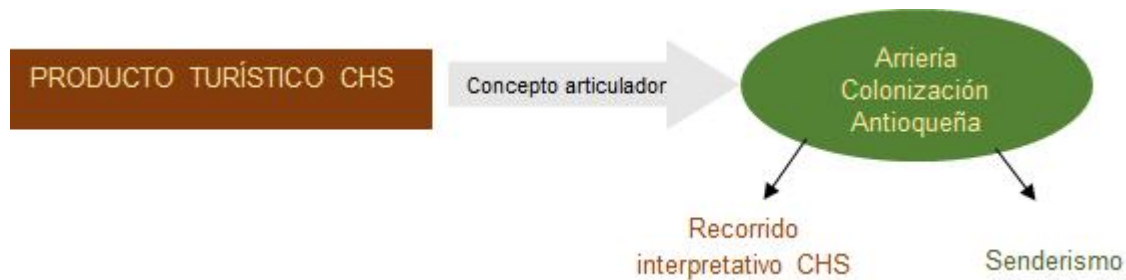 PRODUCTO TURÍSTICO CHS
Concepto articulador
Arriería
Colonización
Antioqueña
Recorrido
interpretativo CHS
Senderismo